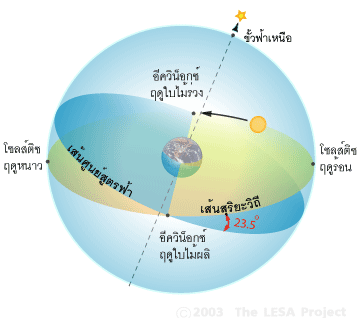 ขั้วฟ้าเหนือ
อีควิน็อกซ์
ฤดูใบไม้ร่วง
โซลส์ติซ
ฤดูหนาว
เส้นศูนย์สูตรฟ้า
โซลส์ติซ
ฤดูร้อน
เส้นสุริยะวิถี
23.5°
อีควิน็อกซ์
ฤดูใบไม้ผลิ
©2003 The LESA Project